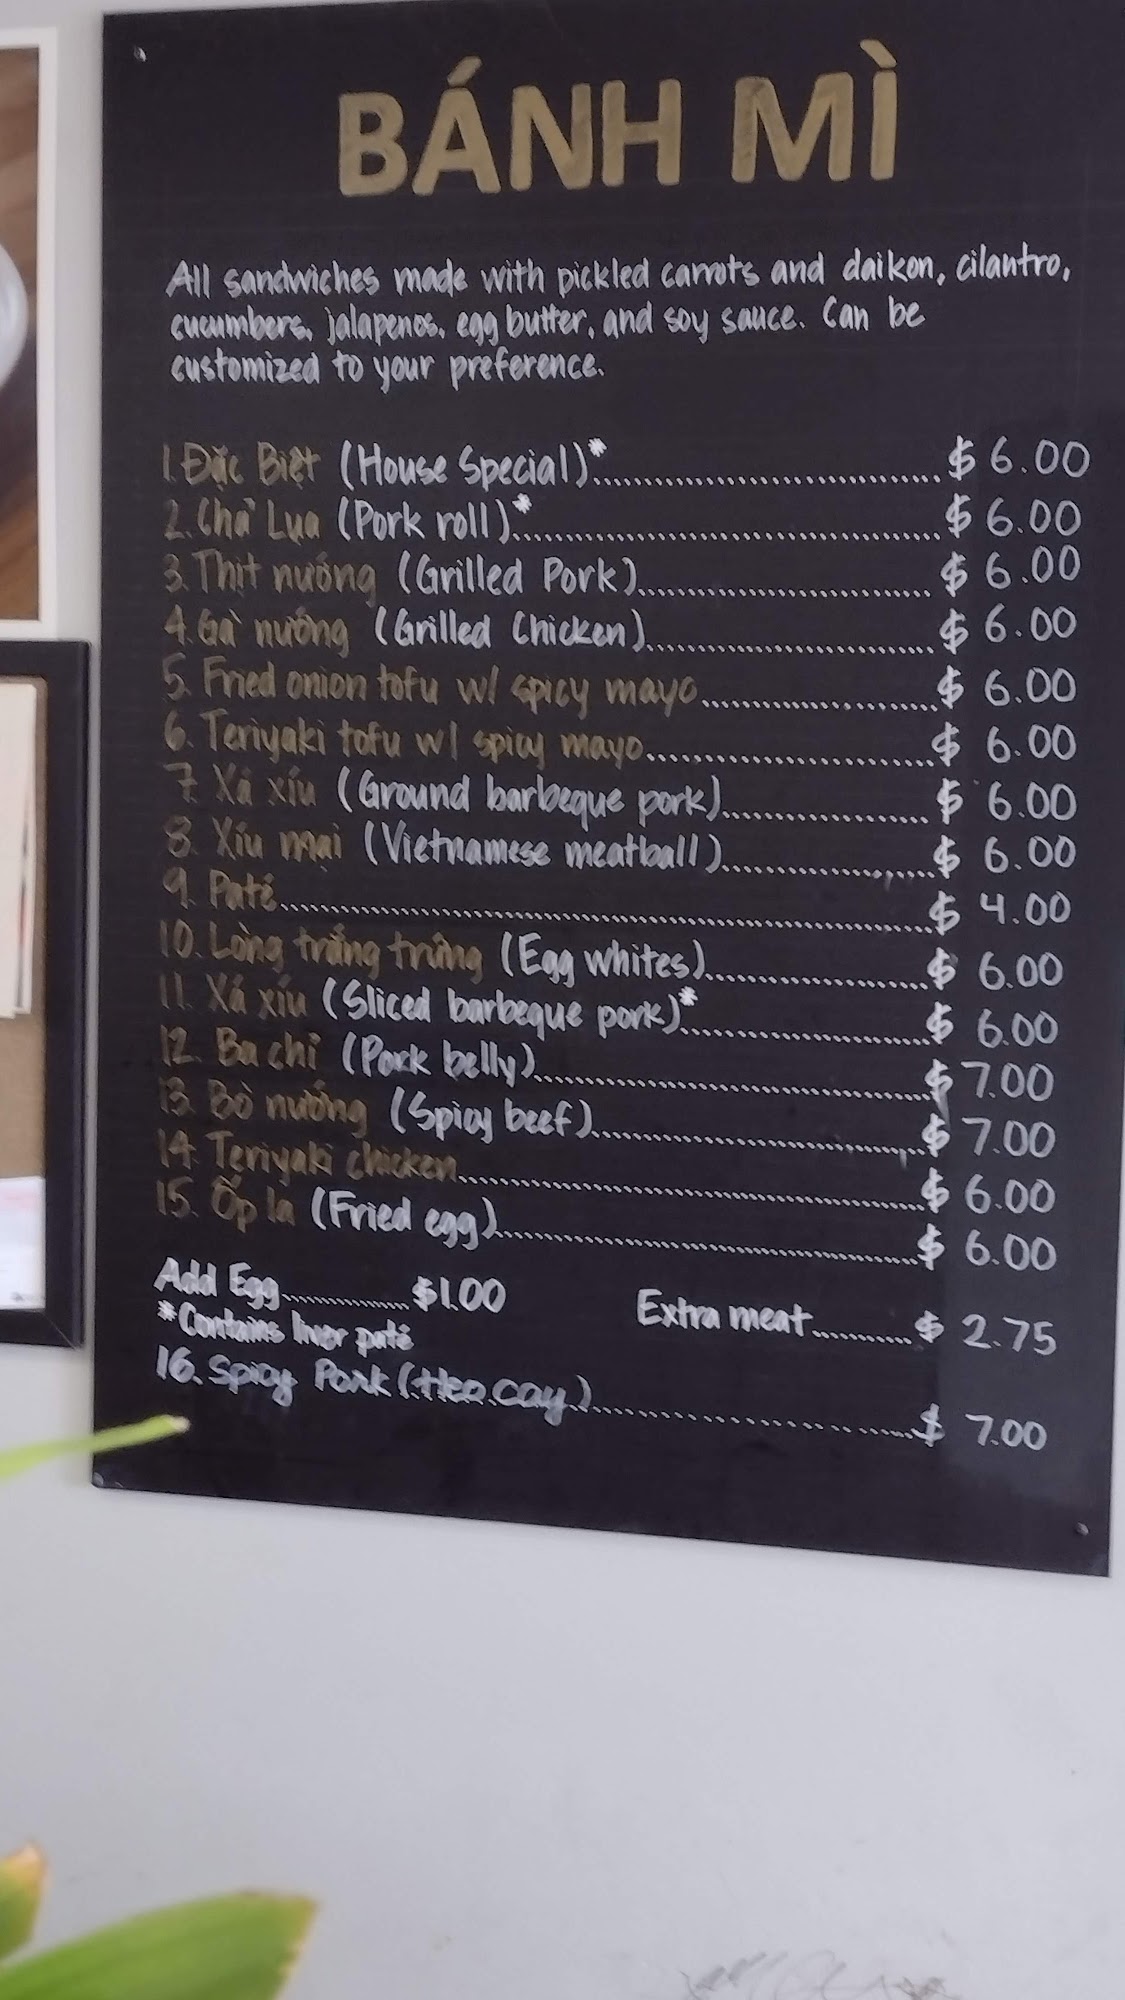 BÁNH MÌ
All sandwiches made with pickled carrots and daikon, cilantro,
cucumbers, jalapenos, egg butter, and soy sauce. Can be
customized to your preference.
1. Đặc Biệt (House Special)*........ $ 6.00
2. Chả Lụa (Pork roll)*........ $ 6.00
3. Thịt nướng (Grilled Pork)........ $ 6.00
4. Gà nướng (Grilled Chicken)........ $ 6.00
5. Fried onion tofu w/ spicy mayo........ $ 6.00
6. Teriyaki tofu w/ spicy mayo........ $ 6.00
7. Xá xíu (Ground barbeque pork)........ $ 6.00
8. Xíu mại (Vietnamese meatball)........ $ 6.00
9. Paté........ $ 4.00
10. Lòng trắng trứng (Egg whites)........ $ 6.00
11. Xá xíu (Sliced barbeque pork)*........ $ 6.00
12. Ba chỉ (Pork belly)........ $ 7.00
13. Bò nướng (Spicy beef)........ $ 7.00
14. Teriyaki chicken........ $ 6.00
15. Ốp la (Fried egg)........ $ 6.00
Add Egg........ $1.00 Extra meat........ $ 2.75
*Contains liver paté
16. Spicy Pork (Heo cay)........ $ 7.00